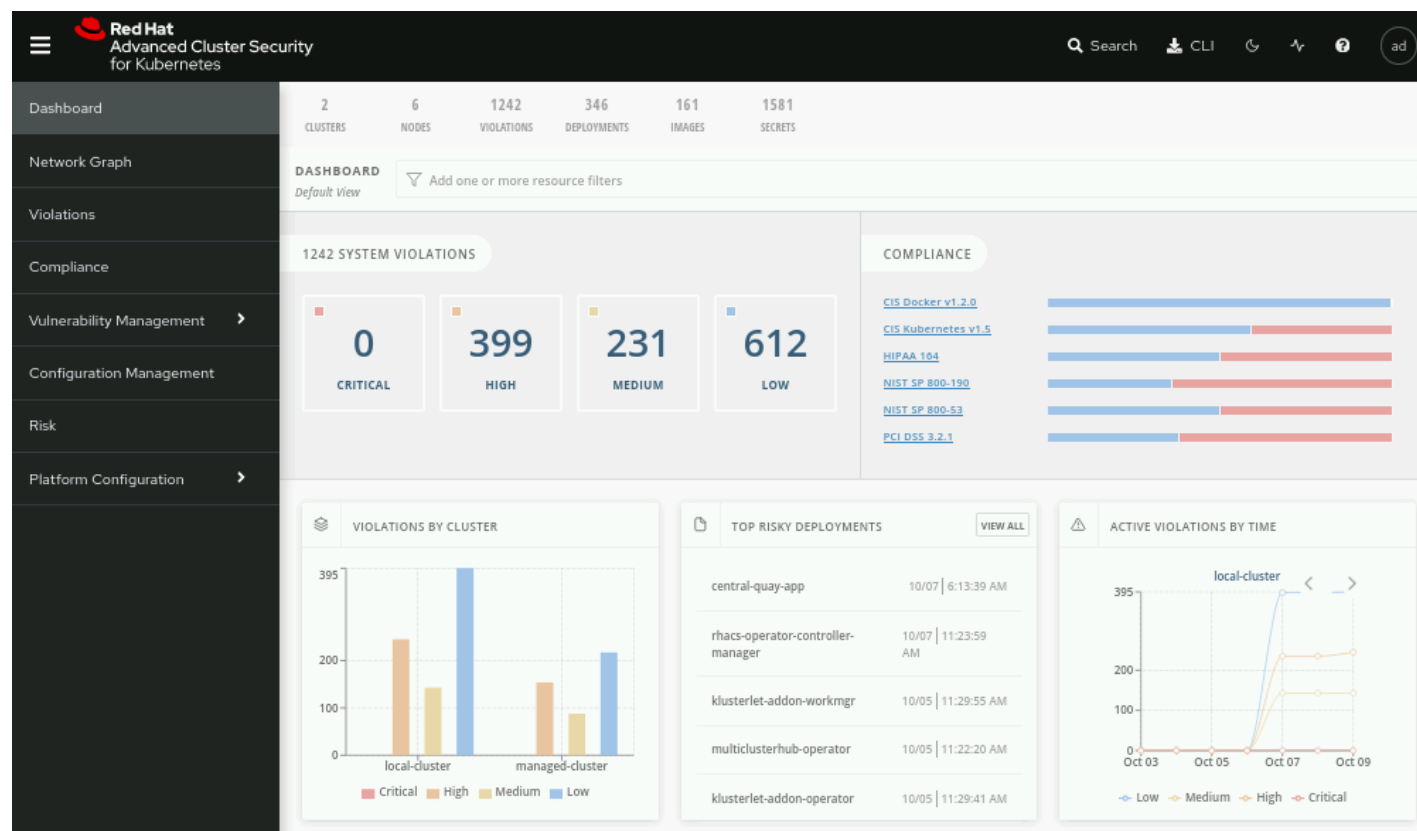 Red Hat
Advanced Cluster Security
for Kubernetes
Search
CLI
ad
Dashboard
Network Graph
Violations
Compliance
Vulnerability Management
Configuration Management
Risk
Platform Configuration
2 6 1242 346 161 1581
CLUSTERS NODES VIOLATIONS DEPLOYMENTS IMAGES SECRETS
DASHBOARD
Default View
Add one or more resource filters
1242 SYSTEM VIOLATIONS
0 399 231 612
CRITICAL HIGH MEDIUM LOW
COMPLIANCE
CIS Docker v1.2.0
CIS Kubernetes v1.5
HIPAA 164
NIST SP 800-190
NIST SP 800-53
PCI DSS 3.2.1
VIOLATIONS BY CLUSTER
395
200
100
0
local-cluster managed-cluster
Critical High Medium Low
TOP RISKY DEPLOYMENTS
VIEW ALL
central-quay-app 10/07 | 6:13:39 AM
rhacs-operator-controller- 10/07 | 11:23:59
manager AM
klusterlet-addon-workmgr 10/05 | 11:29:55 AM
multiclusterhub-operator 10/05 | 11:22:20 AM
klusterlet-addon-operator 10/05 | 11:29:41 AM
ACTIVE VIOLATIONS BY TIME
local-cluster
395
200
100
0
Oct 03 Oct 05 Oct 07 Oct 09
Low Medium High Critical